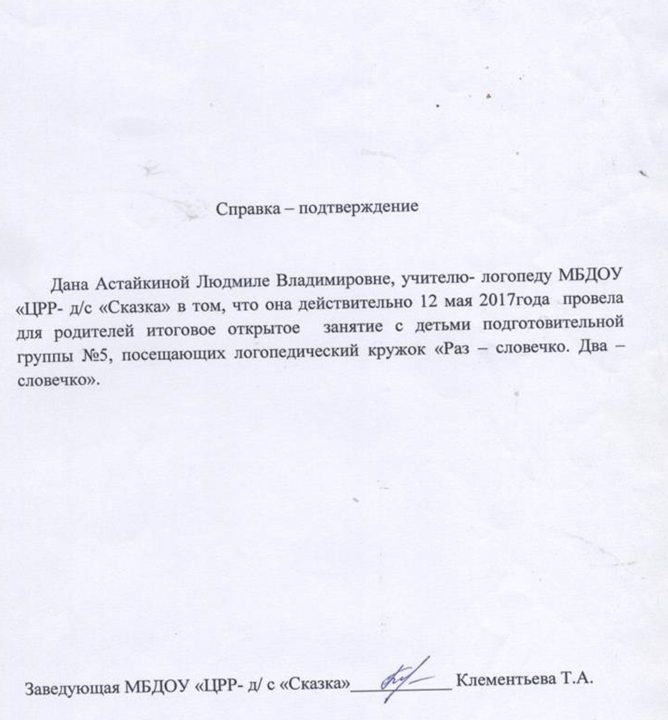 Справка – подтверждение
Дана Астайкиной Людмиле Владимировне, учителю- логопеду МБДОУ
«ЦРР- д/с «Сказка» в том, что она действительно 12 мая 2017года провела
для родителей итоговое открытое занятие с детьми подготовительной
группы №5, посещающих логопедический кружок «Раз – словечко. Два –
словечко».
Заведующая МБДОУ «ЦРР- д/ с «Сказка»___________ Клементьева Т.А.